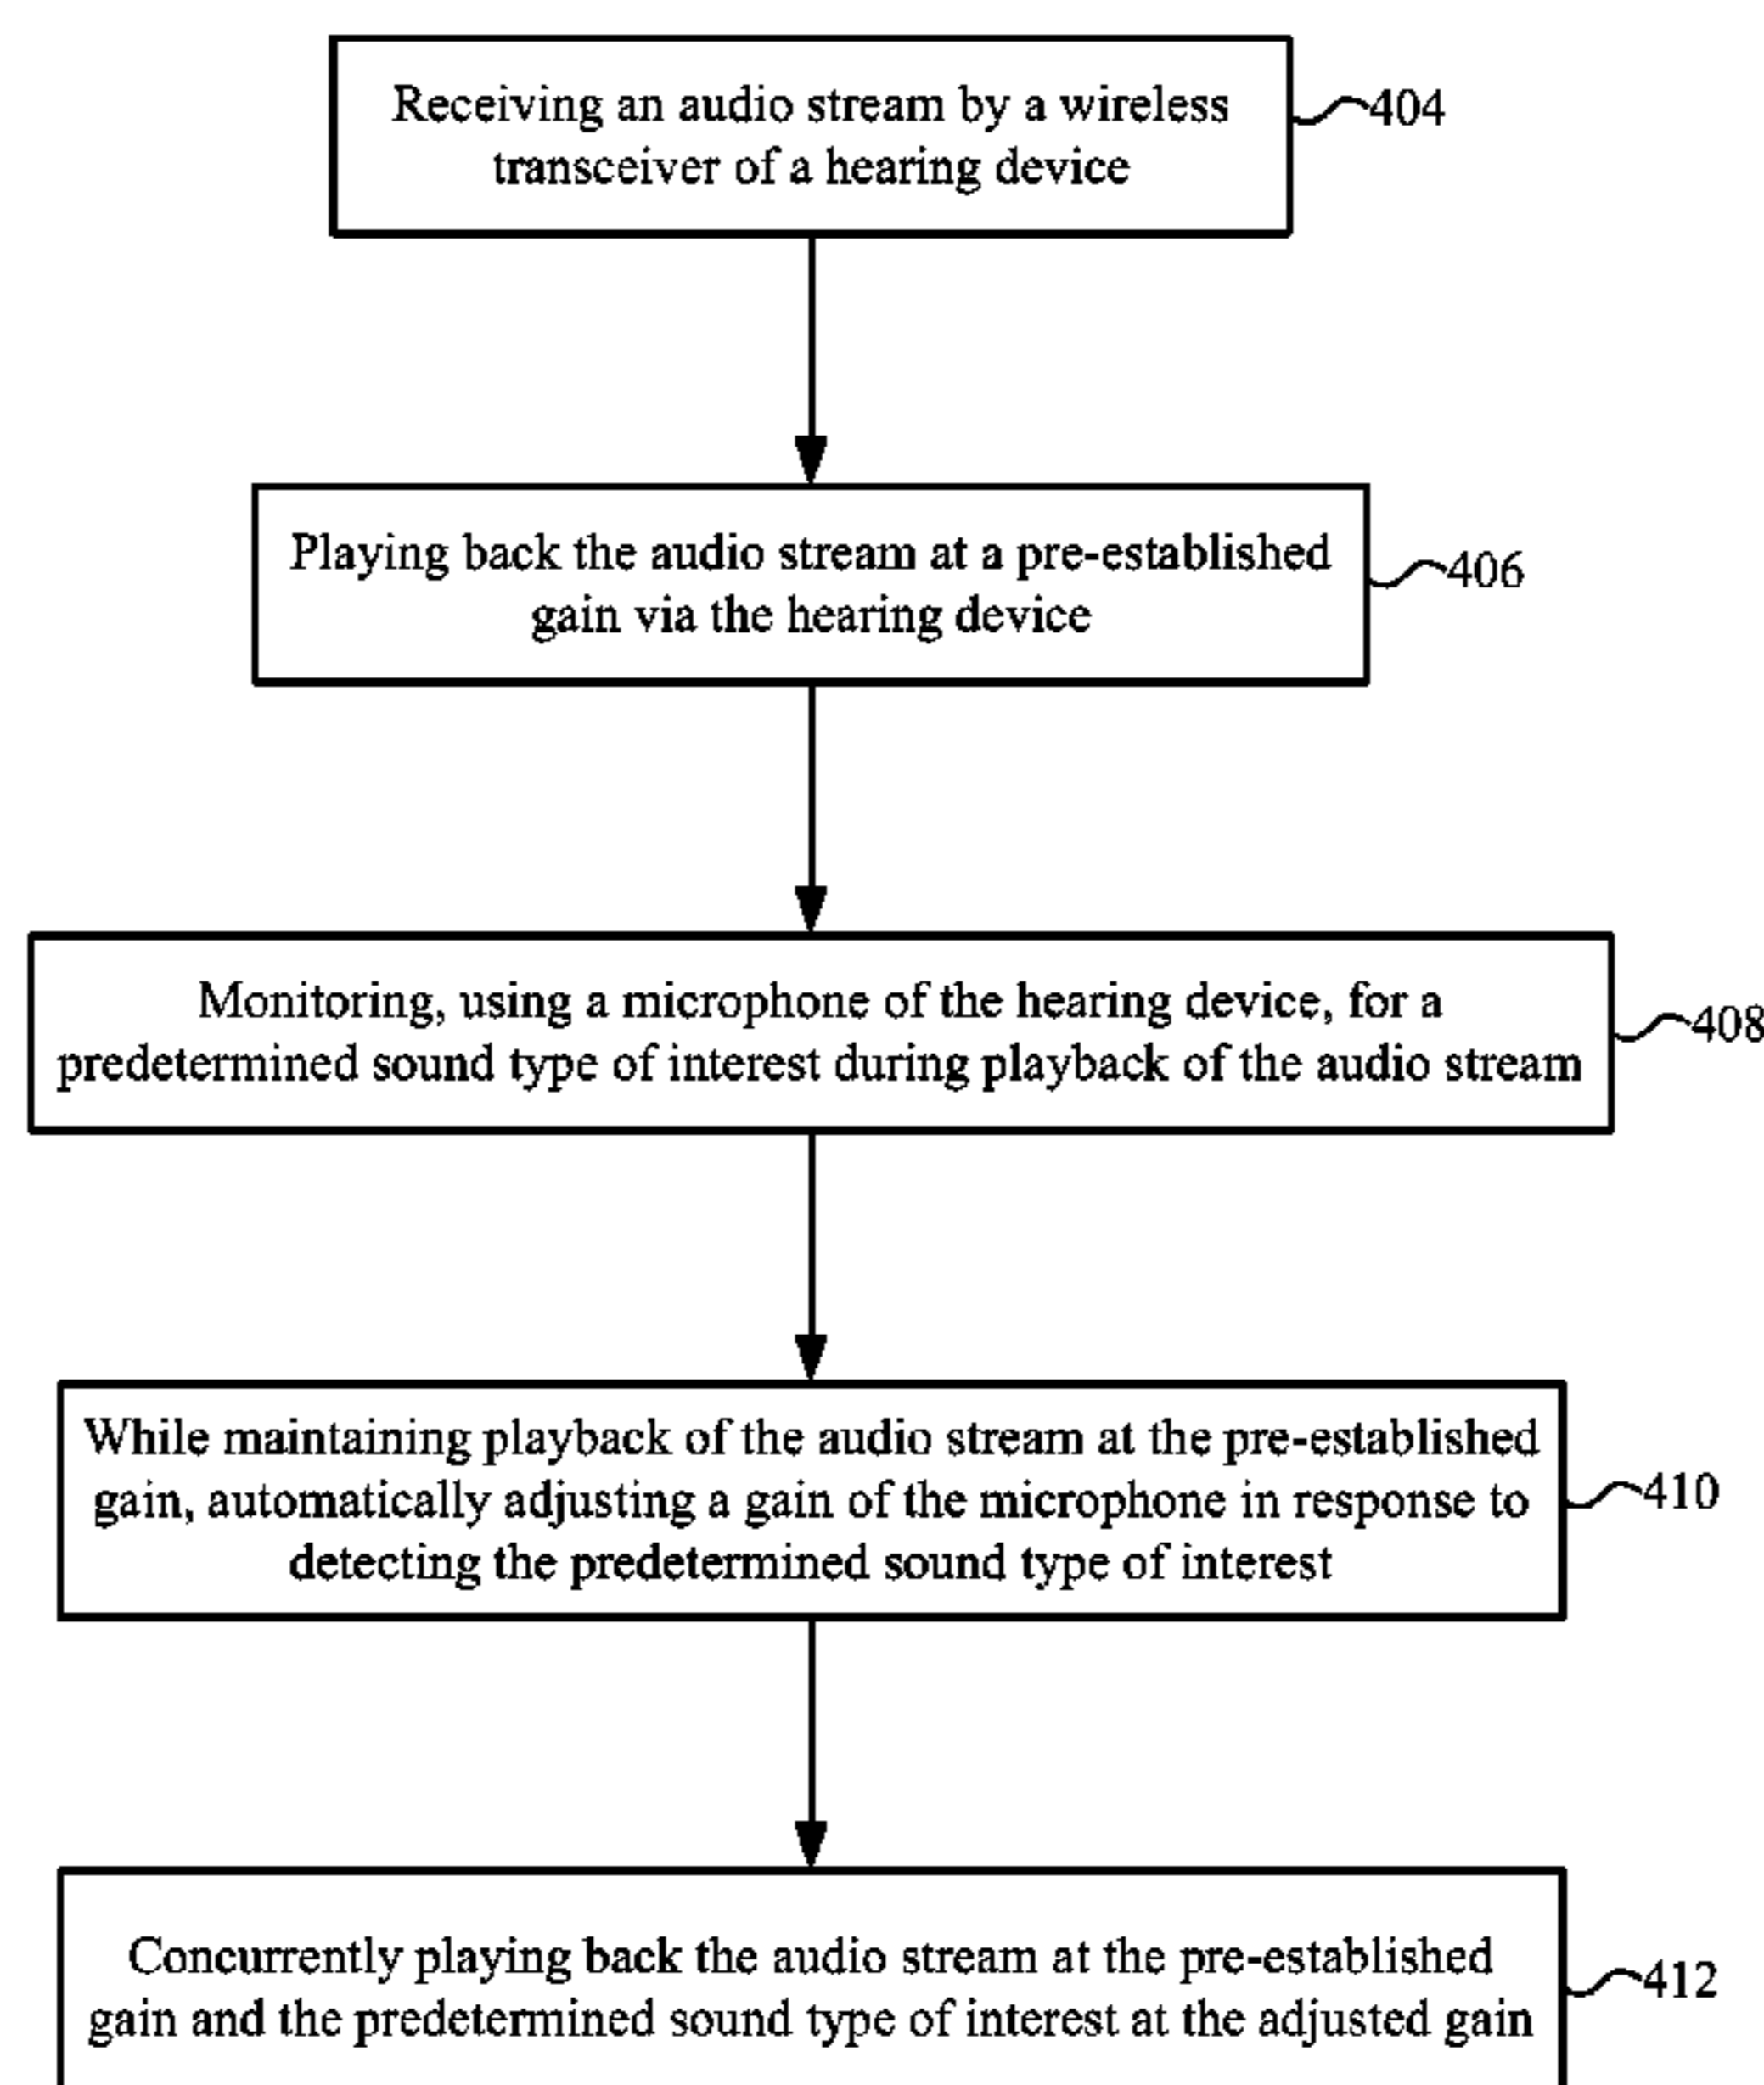 Receiving an audio stream by a wireless
transceiver of a hearing device
404
Playing back the audio stream at a pre-established
gain via the hearing device
406
Monitoring, using a microphone of the hearing device, for a
predetermined sound type of interest during playback of the audio stream
408
While maintaining playback of the audio stream at the pre-established
gain, automatically adjusting a gain of the microphone in response to
detecting the predetermined sound type of interest
410
Concurrently playing back the audio stream at the pre-established
gain and the predetermined sound type of interest at the adjusted gain
412